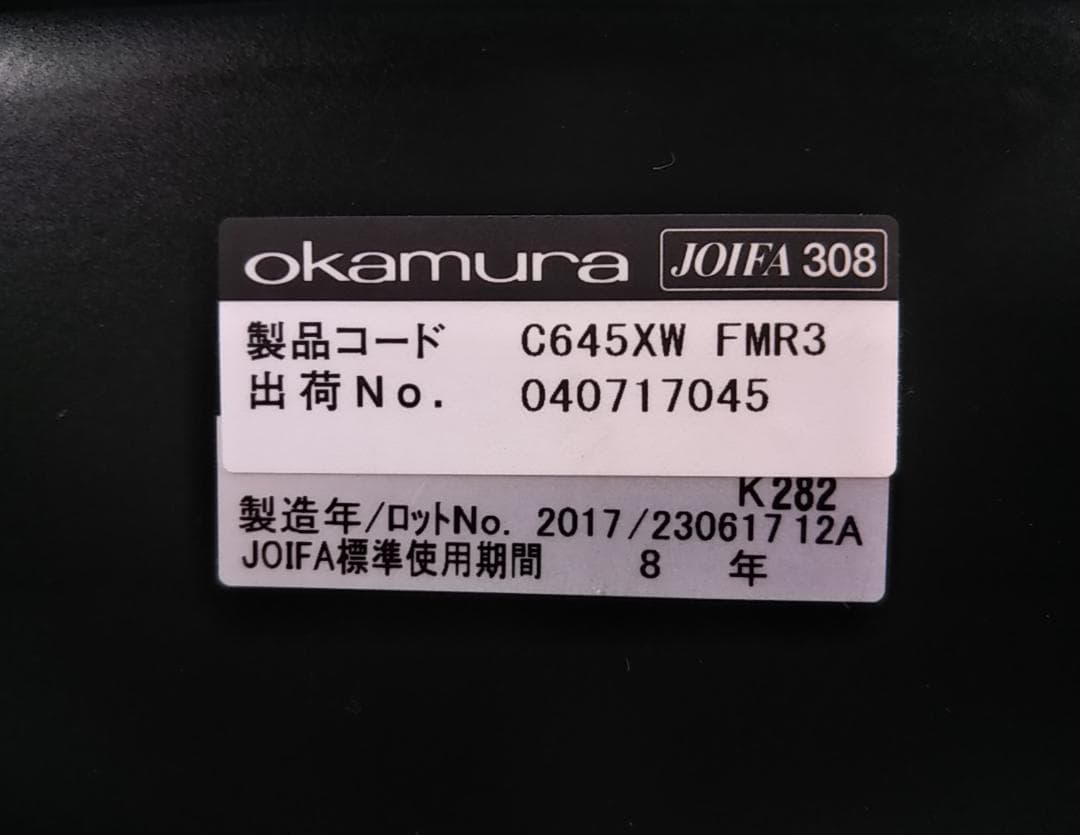 okamura JOIFA 308
製品コード C645XW FMR3
出荷No. 040717045
K282
製造年/ロットNo. 2017/230617 12A
JOIFA標準使用期間 8 年